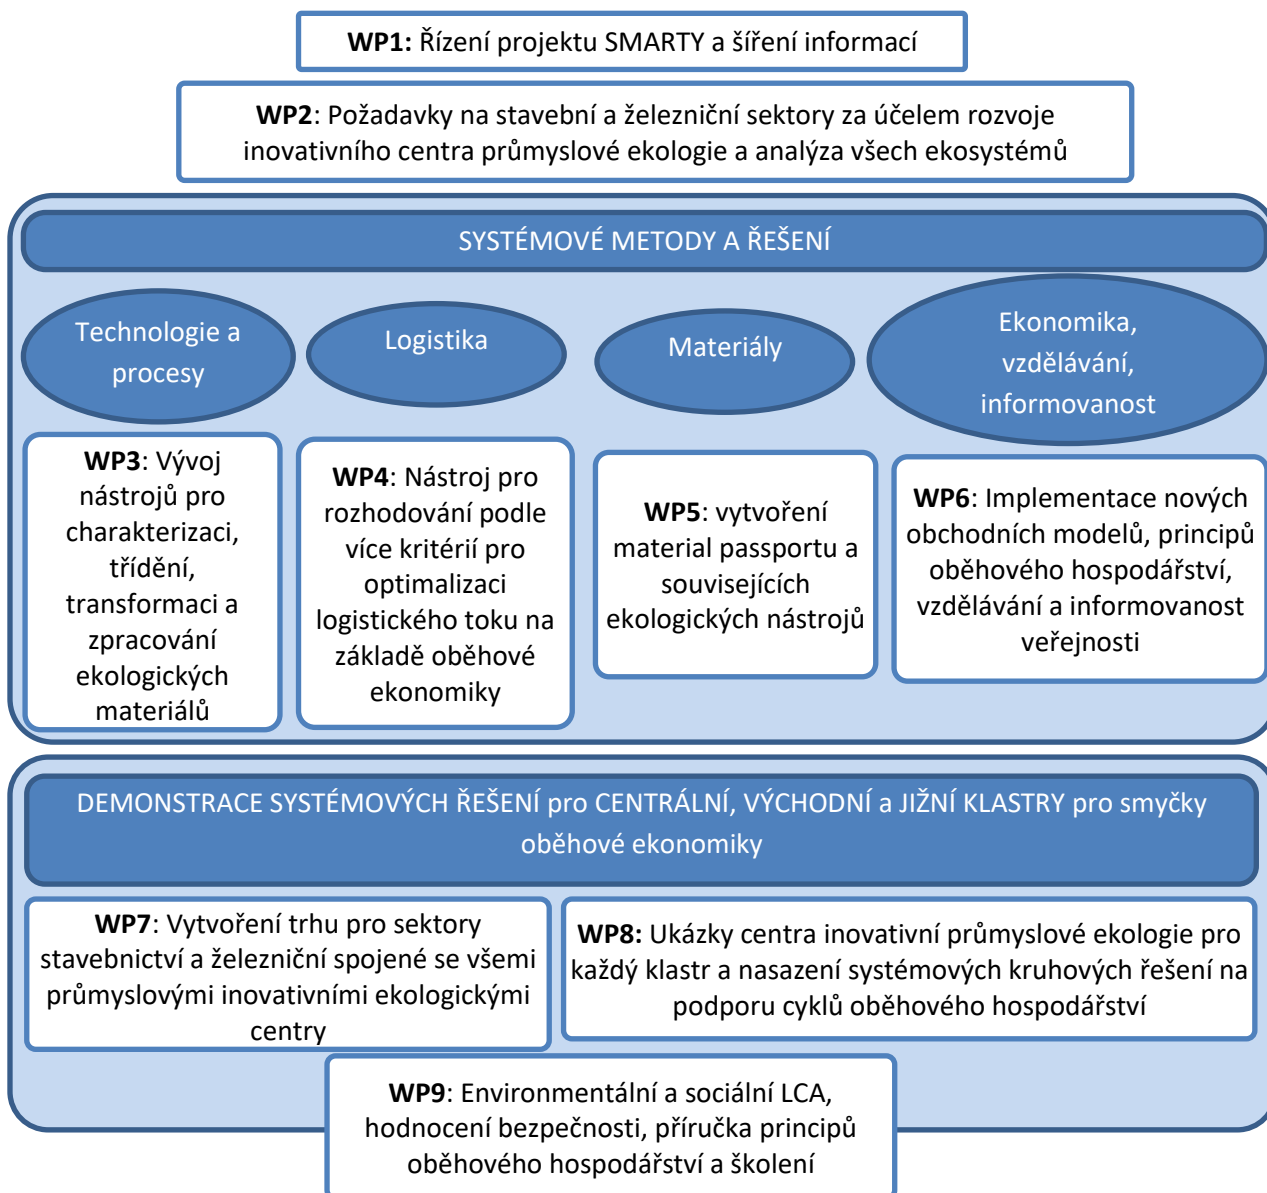 WP1: Řízení projektu SMARTY a šíření informací
WP2: Požadavky na stavební a železniční sektory za účelem rozvoje
inovativního centra průmyslové ekologie a analýza všech ekosystémů
SYSTÉMOVÉ METODY A ŘEŠENÍ
Technologie a
procesy
Logistika
Materiály
Ekonomika,
vzdělávání,
informovanost
WP3: Vývoj
nástrojů pro
charakterizaci,
třídění,
transformaci a
zpracování
ekologických
materiálů
WP4: Nástroj pro
rozhodování podle
více kritérií pro
optimalizaci
logistického toku na
základě oběhové
ekonomiky
WP5: vytvoření
material passportu a
souvisejících
ekologických nástrojů
WP6: Implementace nových
obchodních modelů, principů
oběhového hospodářství,
vzdělávání a informovanost
veřejnosti
DEMONSTRACE SYSTÉMOVÝCH ŘEŠENÍ pro CENTRÁLNÍ, VÝCHODNÍ a JIŽNÍ KLASTRY pro smyčky
oběhové ekonomiky
WP7: Vytvoření trhu pro sektory
stavebnictví a železniční spojené se všemi
průmyslovými inovativními ekologickými
centry
WP8: Ukázky centra inovativní průmyslové ekologie pro
každý klastr a nasazení systémových kruhových řešení na
podporu cyklů oběhového hospodářství
WP9: Environmentální a sociální LCA,
hodnocení bezpečnosti, příručka principů
oběhového hospodářství a školení